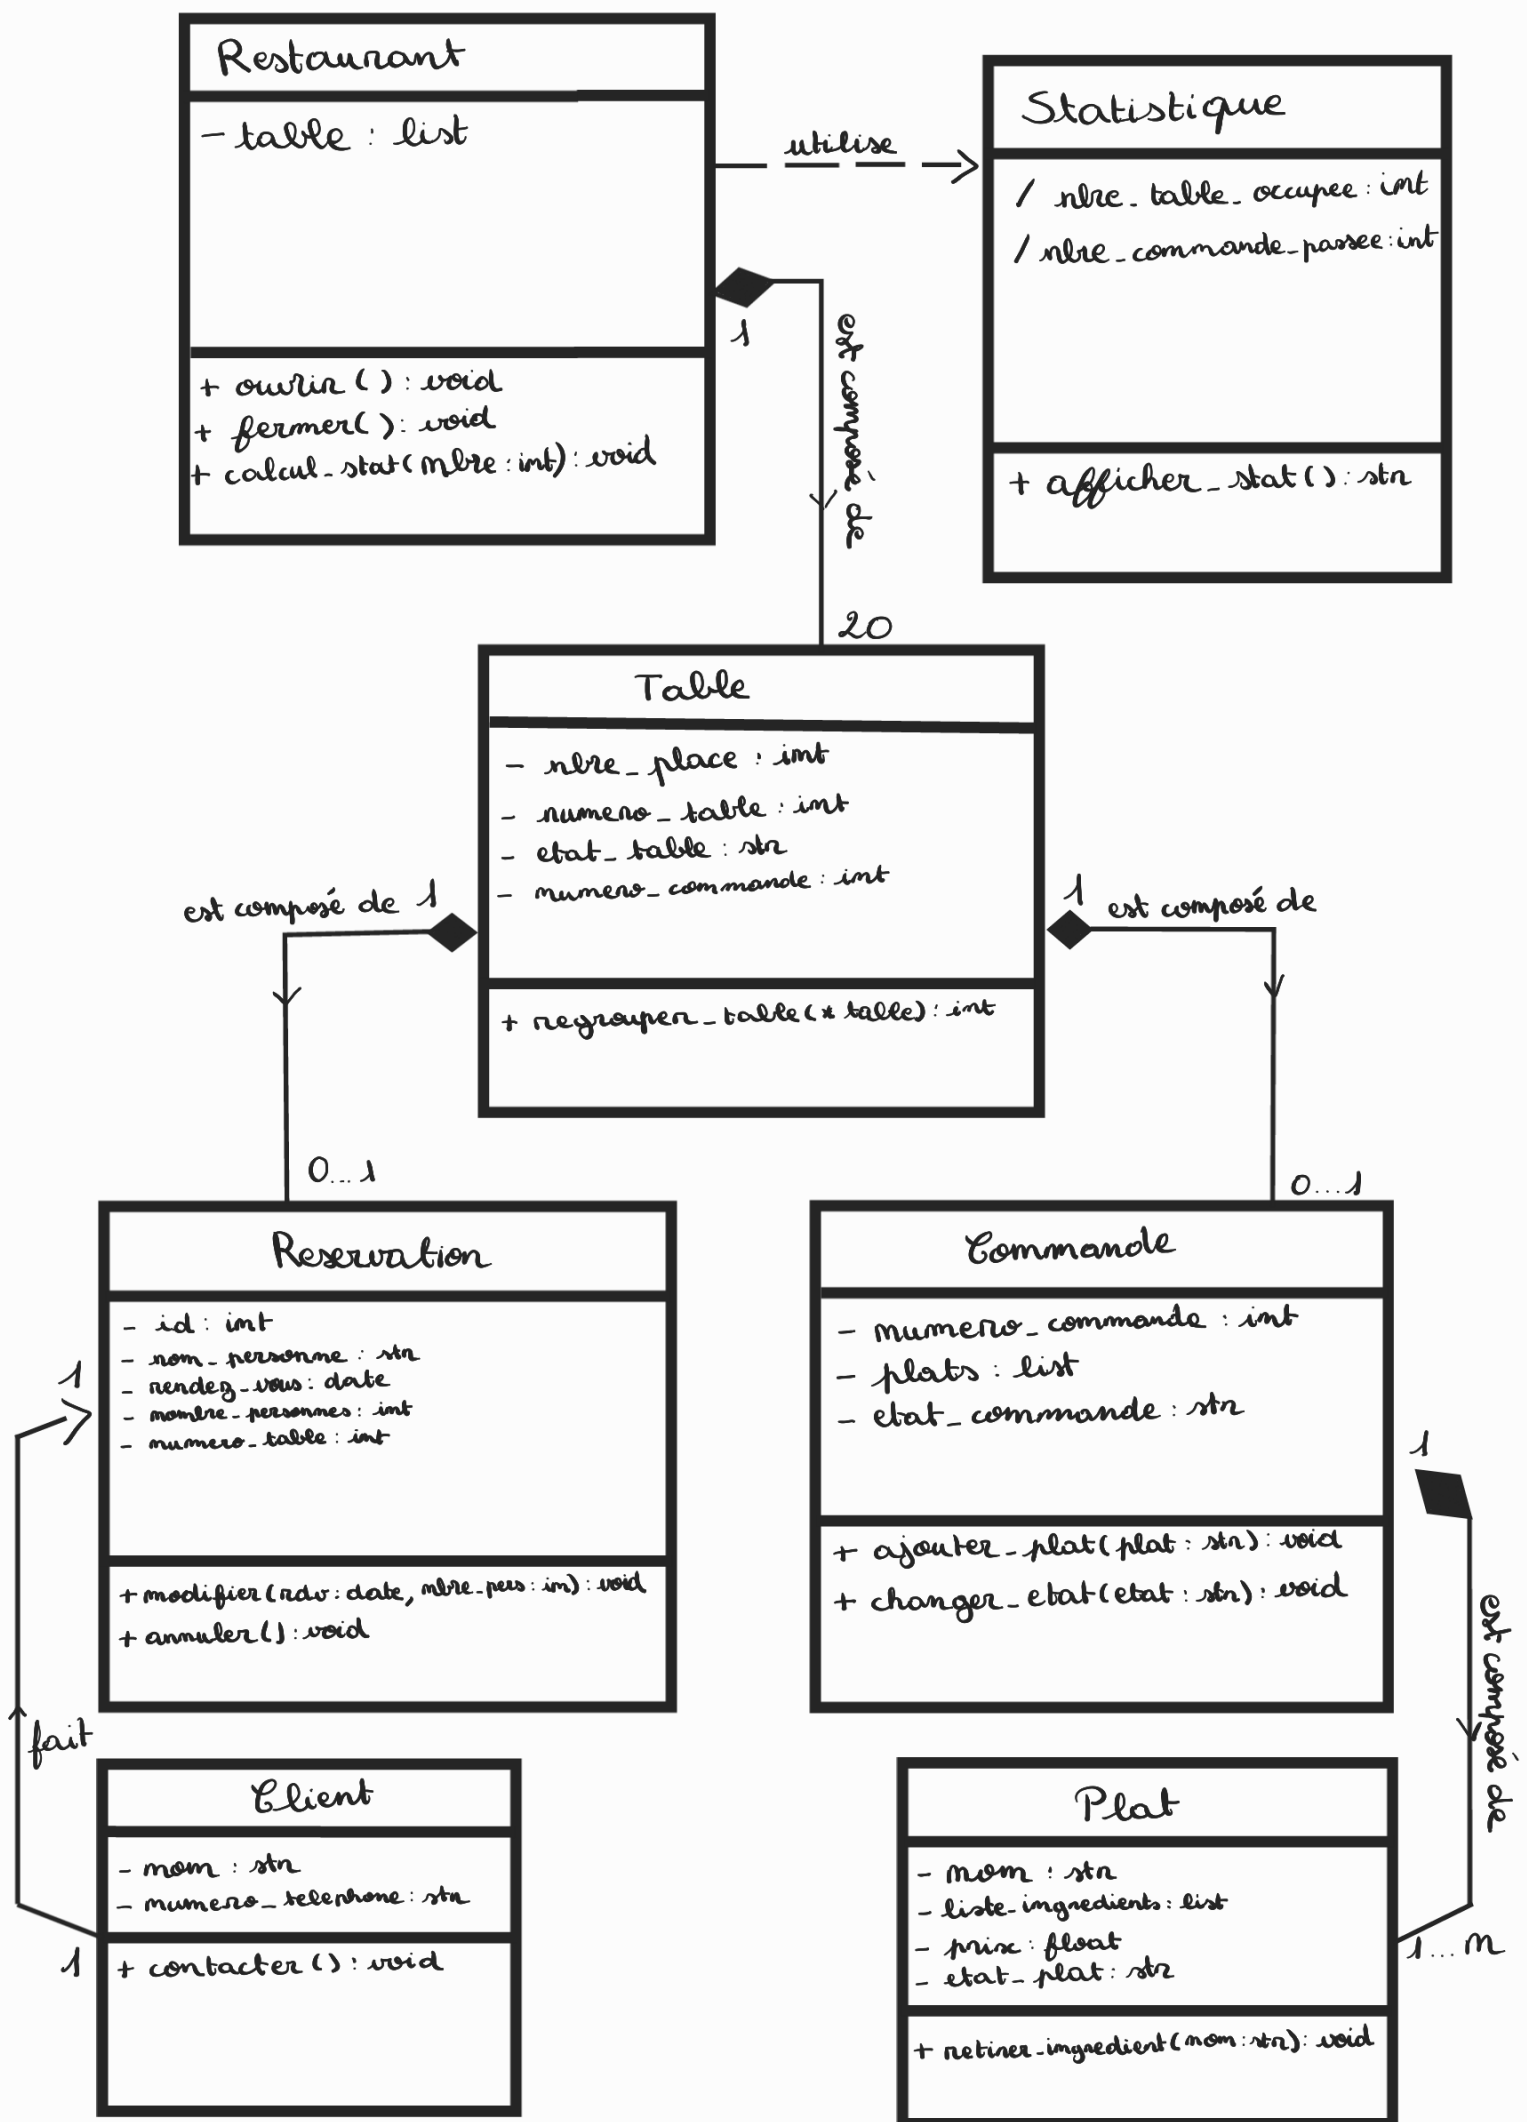 Restaurant
- table : list
+ ouvrir ( ) : void
+ fermer( ) : void
+ calcul_stat(nbre : int) : void
utilise
Statistique
/ nbre_table_occupee : int
/ nbre_commande_passee : int
+ afficher_stat ( ) : str
1
est composé de
20
Table
- nbre_place : int
- numero_table : int
- etat_table : str
- numero_commande : int
+ regrouper_table(* table) : int
est composé de 1
0...1
1 est composé de
0...1
Reservation
- id : int
- nom_personne : str
- rendez_vous : date
- nombre_personnes : int
- numero_table : int
+ modifier(rdv : date, nbre_pers : in) : void
+ annuler( ) : void
Commande
- numero_commande : int
- plats : list
- etat_commande : str
+ ajouter_plat(plat : str) : void
+ changer_etat(etat : str) : void
1
fait
1
Client
- nom : str
- numero_telephone : str
+ contacter ( ) : void
1
est composé de
1...n
Plat
- nom : str
- liste_ingredients : list
- prix : float
- etat_plat : str
+ retirer_ingredient(nom : str) : void